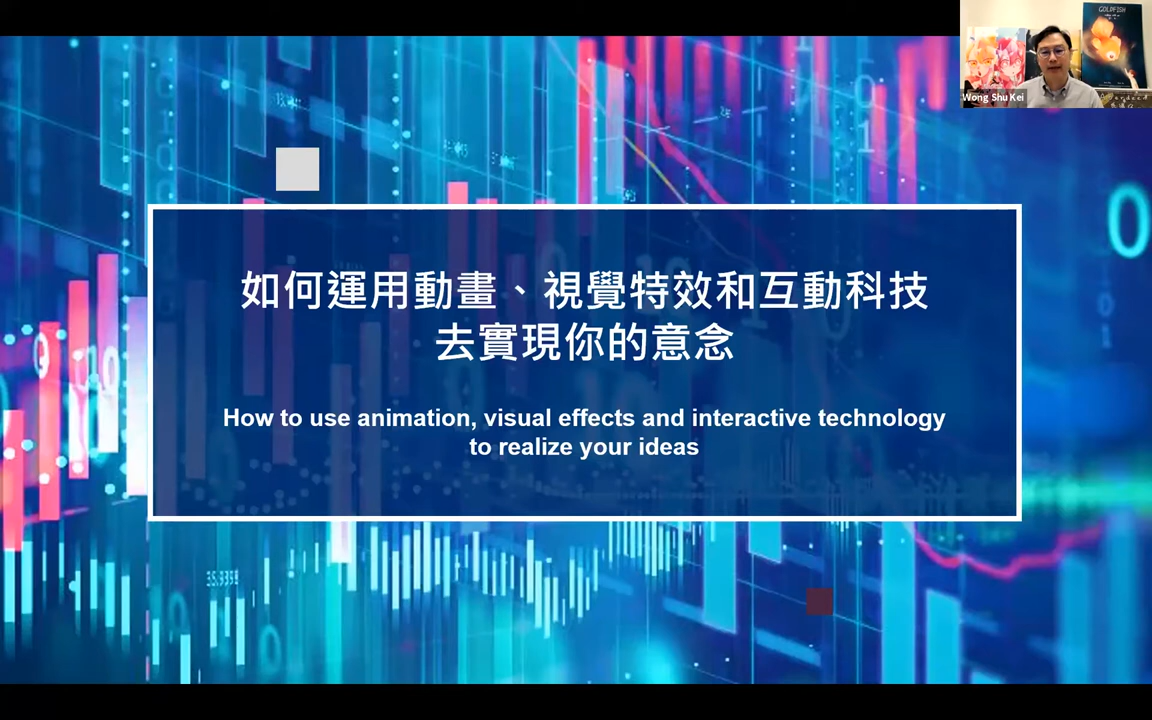 GOLDFISH
Wong Shu Kei
如何運用動畫、視覺特效和互動科技
去實現你的意念
How to use animation, visual effects and interactive technology
to realize your ideas